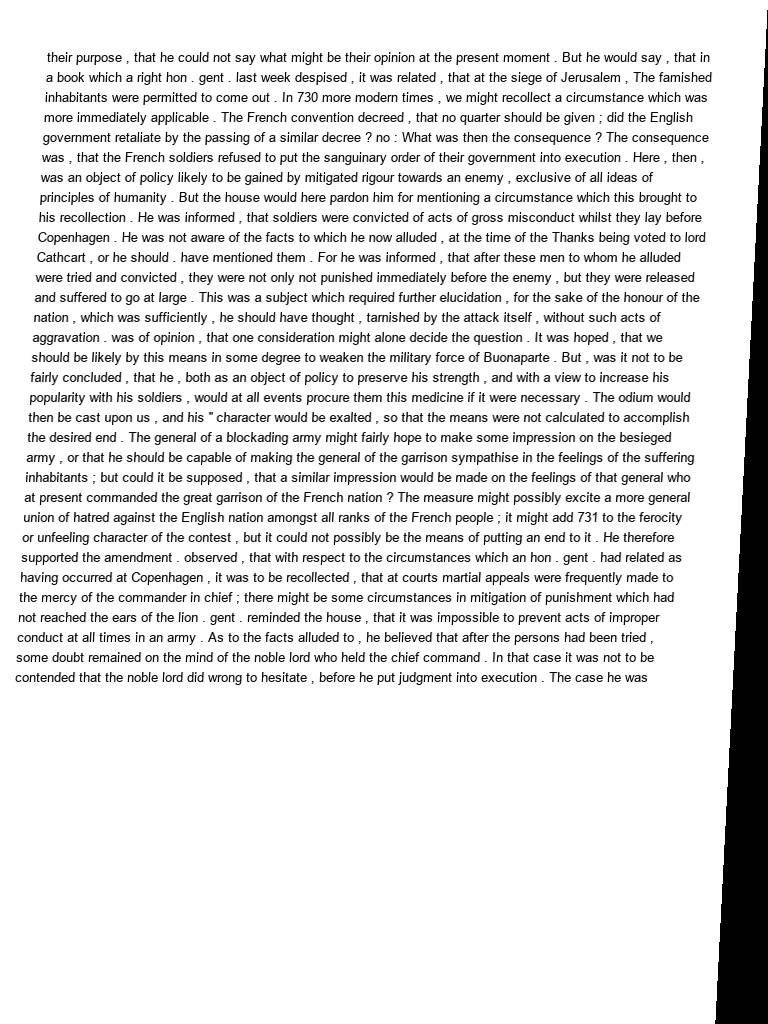 their purpose , that he could not say what might be their opinion at the present moment . But he would say , that in
a book which a right hon . gent . last week despised , it was related , that at the siege of Jerusalem , The famished
inhabitants were permitted to come out . In 730 more modern times , we might recollect a circumstance which was
more immediately applicable . The French convention decreed , that no quarter should be given ; did the English
government retaliate by the passing of a similar decree ? no : What was then the consequence ? The consequence
was , that the French soldiers refused to put the sanguinary order of their government into execution . Here , then ,
was an object of policy likely to be gained by mitigated rigour towards an enemy , exclusive of all ideas of
principles of humanity . But the house would here pardon him for mentioning a circumstance which this brought to
his recollection . He was informed , that soldiers were convicted of acts of gross misconduct whilst they lay before
Copenhagen . He was not aware of the facts to which he now alluded , at the time of the Thanks being voted to lord
Cathcart , or he should . have mentioned them . For he was informed , that after these men to whom he alluded
were tried and convicted , they were not only not punished immediately before the enemy , but they were released
and suffered to go at large . This was a subject which required further elucidation , for the sake of the honour of the
nation , which was sufficiently , he should have thought , tarnished by the attack itself , without such acts of
aggravation . was of opinion , that one consideration might alone decide the question . It was hoped , that we
should be likely by this means in some degree to weaken the military force of Buonaparte . But , was it not to be
fairly concluded , that he , both as an object of policy to preserve his strength , and with a view to increase his
popularity with his soldiers , would at all events procure them this medicine if it were necessary . The odium would
then be cast upon us , and his " character would be exalted , so that the means were not calculated to accomplish
the desired end . The general of a blockading army might fairly hope to make some impression on the besieged
army , or that he should be capable of making the general of the garrison sympathise in the feelings of the suffering
inhabitants ; but could it be supposed , that a similar impression would be made on the feelings of that general who
at present commanded the great garrison of the French nation ? The measure might possibly excite a more general
union of hatred against the English nation amongst all ranks of the French people ; it might add 731 to the ferocity
or unfeeling character of the contest , but it could not possibly be the means of putting an end to it . He therefore
supported the amendment . observed , that with respect to the circumstances which an hon . gent . had related as
having occurred at Copenhagen , it was to be recollected , that at courts martial appeals were frequently made to
the mercy of the commander in chief ; there might be some circumstances in mitigation of punishment which had
not reached the ears of the lion . gent . reminded the house , that it was impossible to prevent acts of improper
conduct at all times in an army . As to the facts alluded to , he believed that after the persons had been tried ,
some doubt remained on the mind of the noble lord who held the chief command . In that case it was not to be
contended that the noble lord did wrong to hesitate , before he put judgment into execution . The case he was